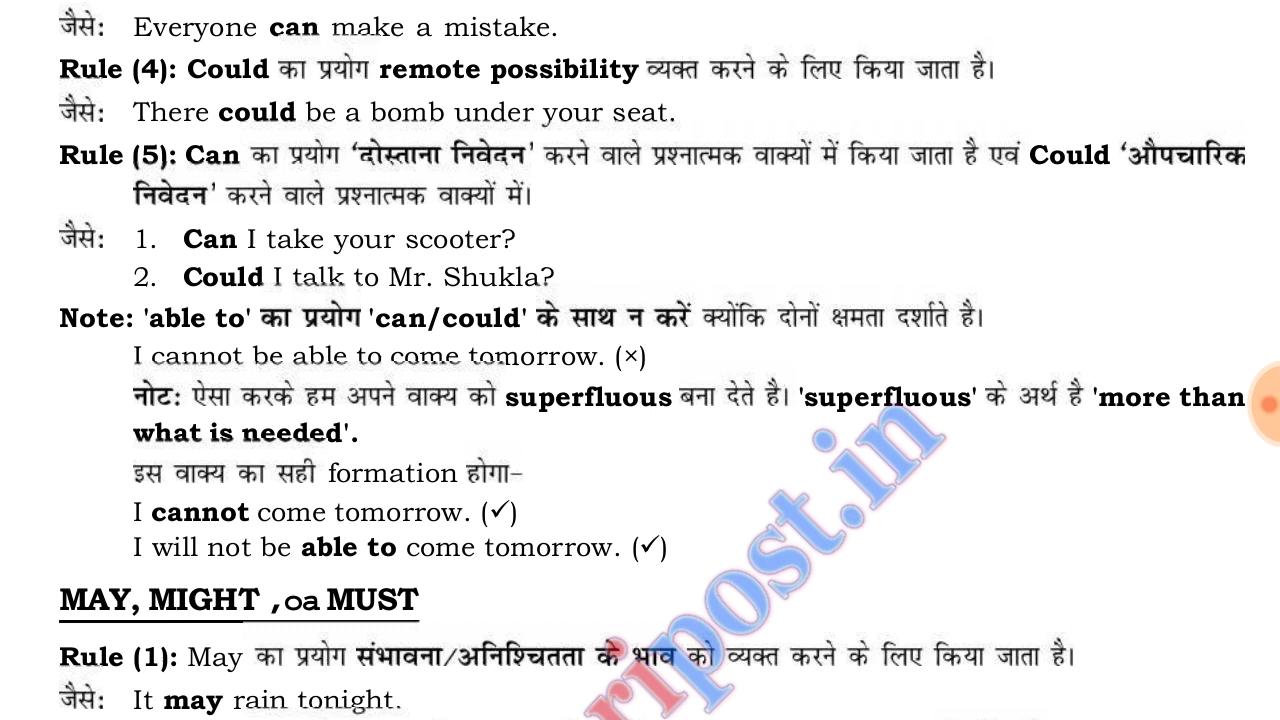 जैसे: Everyone can make a mistake.
Rule (4): Could का प्रयोग remote possibility व्यक्त करने के लिए किया जाता है।
जैसे: There could be a bomb under your seat.
Rule (5): Can का प्रयोग ‘दोस्ताना निवेदन’ करने वाले प्रश्नात्मक वाक्यों में किया जाता है एवं Could ‘औपचारिक
निवेदन’ करने वाले प्रश्नात्मक वाक्यों में।
जैसे: 1. Can I take your scooter?
2. Could I talk to Mr. Shukla?
Note: 'able to' का प्रयोग 'can/could' के साथ न करें क्योंकि दोनों क्षमता दर्शाते है।
I cannot be able to come tomorrow. (×)
नोट: ऐसा करके हम अपने वाक्य को superfluous बना देते है। 'superfluous' के अर्थ है 'more than
what is needed'.
इस वाक्य का सही formation होगा–
I cannot come tomorrow. (✓)
I will not be able to come tomorrow. (✓)
MAY, MIGHT ,oa MUST
Rule (1): May का प्रयोग संभावना/अनिश्चितता के भाव को व्यक्त करने के लिए किया जाता है।
जैसे: It may rain tonight.
ripost.in